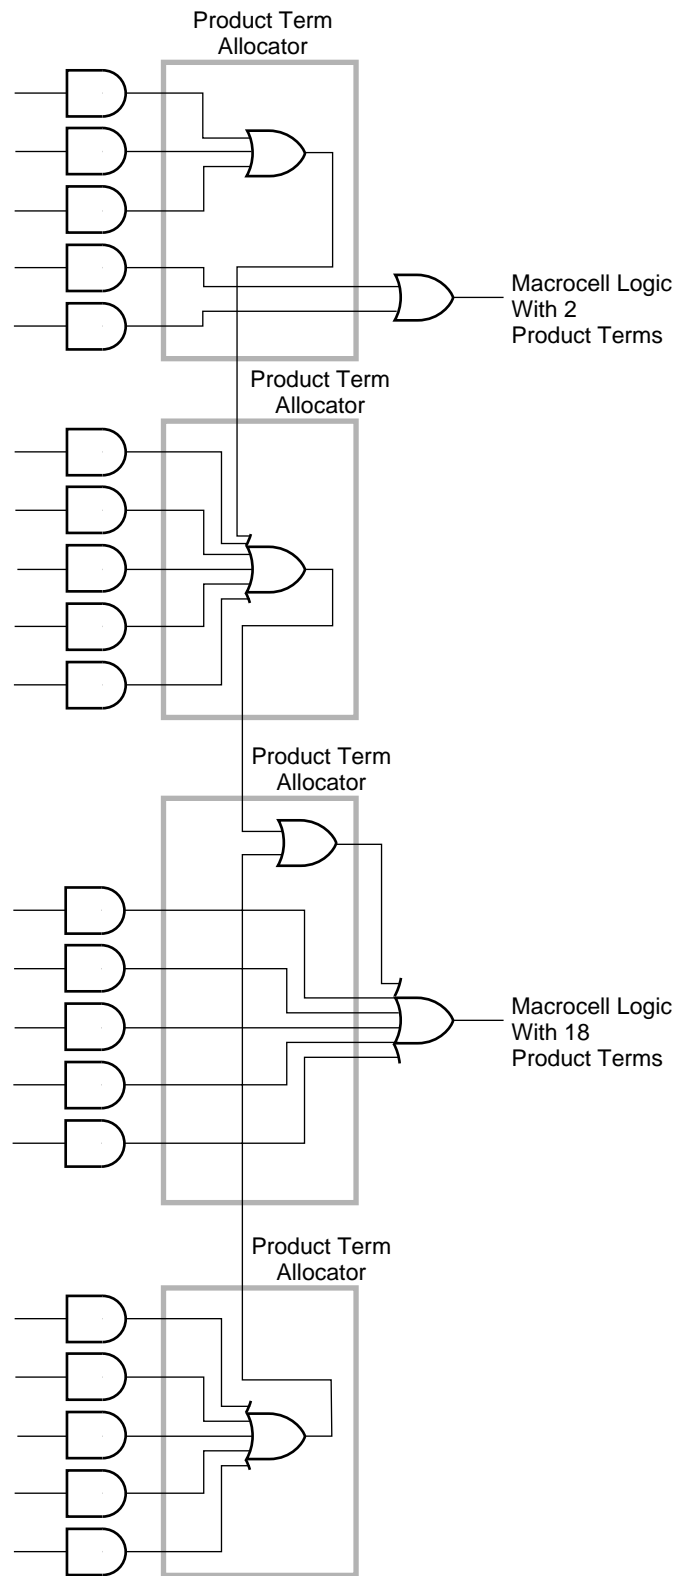 Product Term
Allocator
Macrocell Logic
With 2
Product Terms
Product Term
Allocator
Product Term
Allocator
Macrocell Logic
With 18
Product Terms
Product Term
Allocator